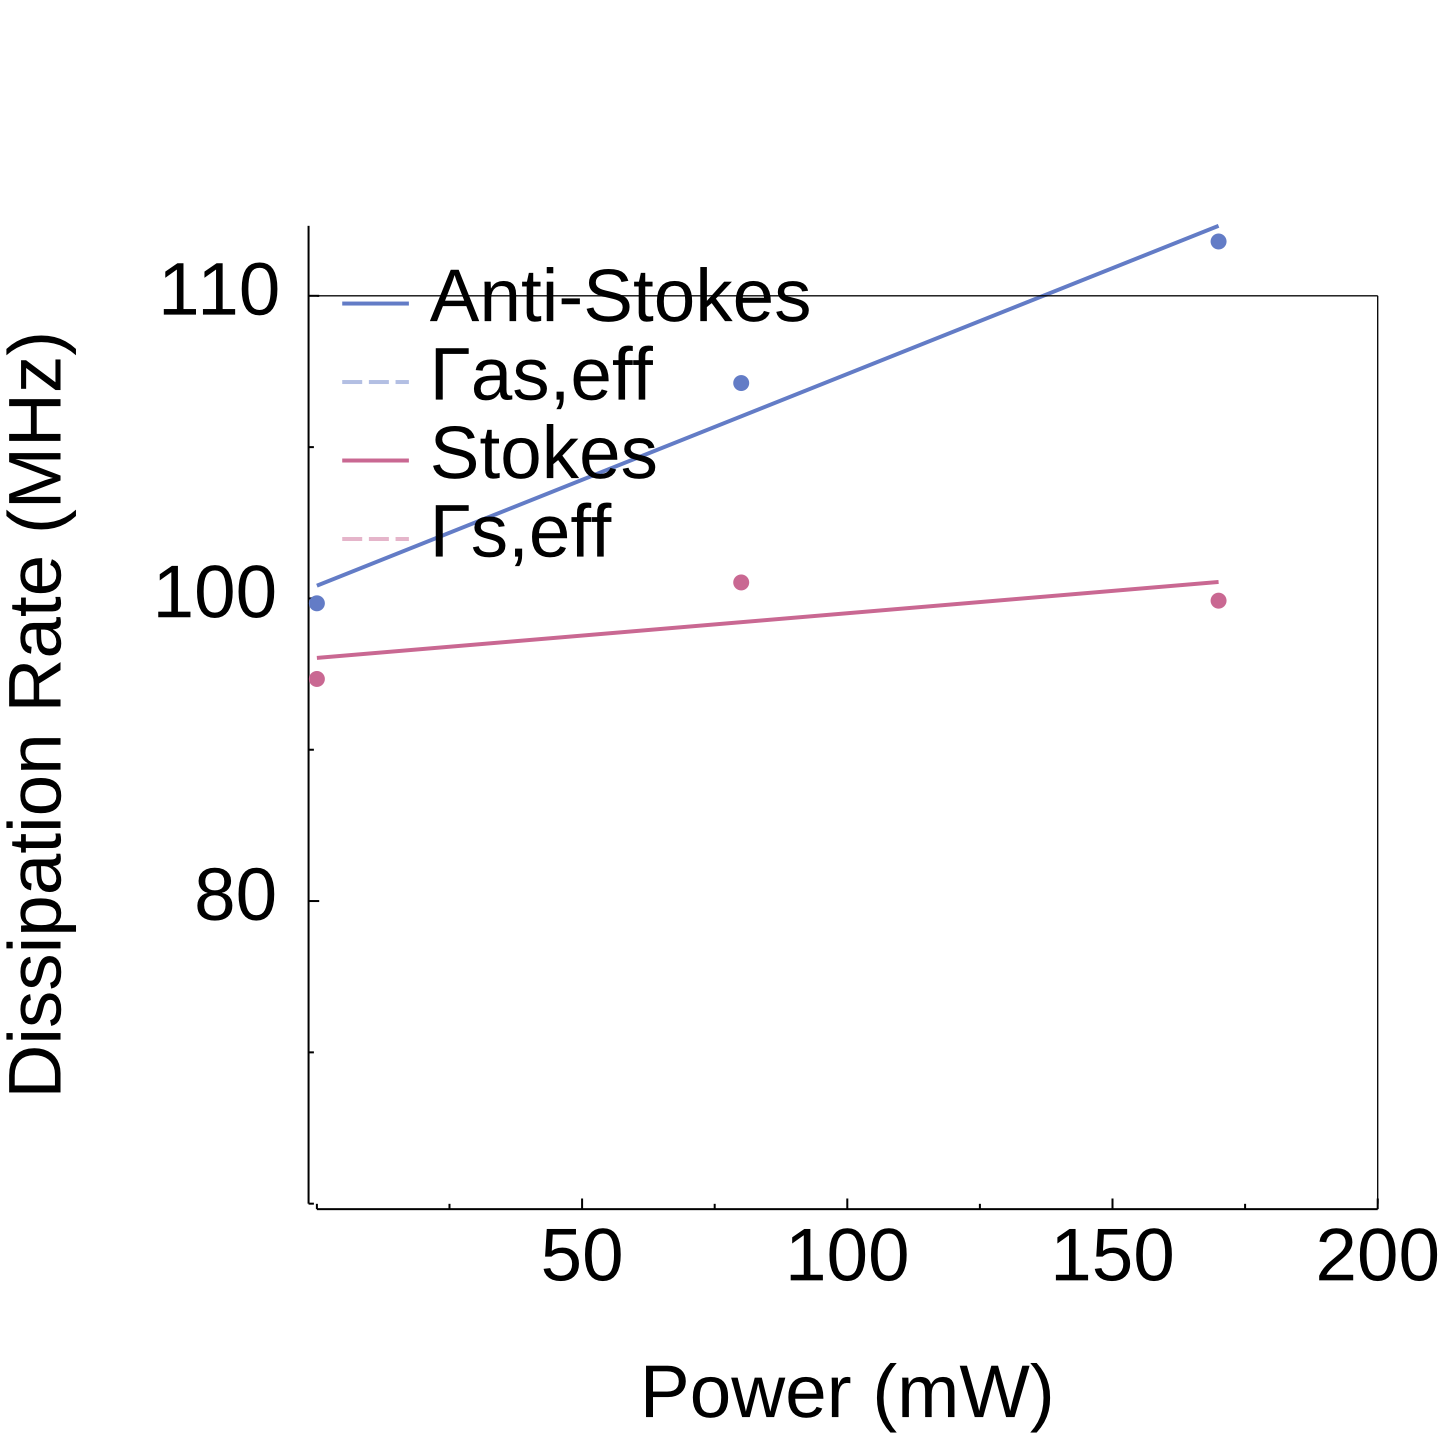 110
100
80
Dissipation Rate (MHz)
Anti-Stokes
Γas,eff
Stokes
Γs,eff
50 100 150 200
Power (mW)